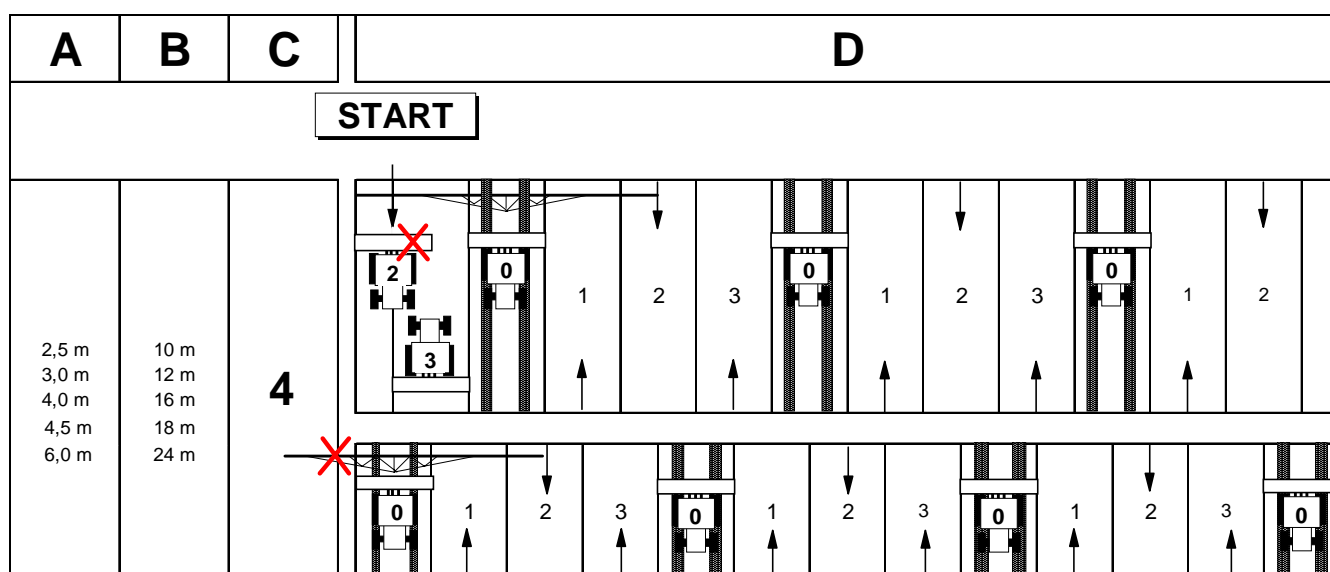 A B C D
START
2 0 0 0
1 2 3 1 2 3 1 2
3
2,5 m 10 m
3,0 m 12 m
4,0 m 16 m
4,5 m 18 m
6,0 m 24 m
4
0 1 2 3 0 1 2 3 0 1 2 3 0